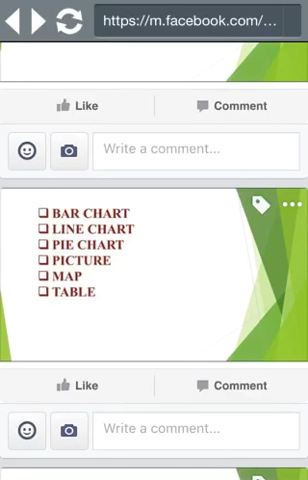 https://m.facebook.com/...
Like
Comment
Write a comment...
❑ BAR CHART
❑ LINE CHART
❑ PIE CHART
❑ PICTURE
❑ MAP
❑ TABLE
Like
Comment
Write a comment...